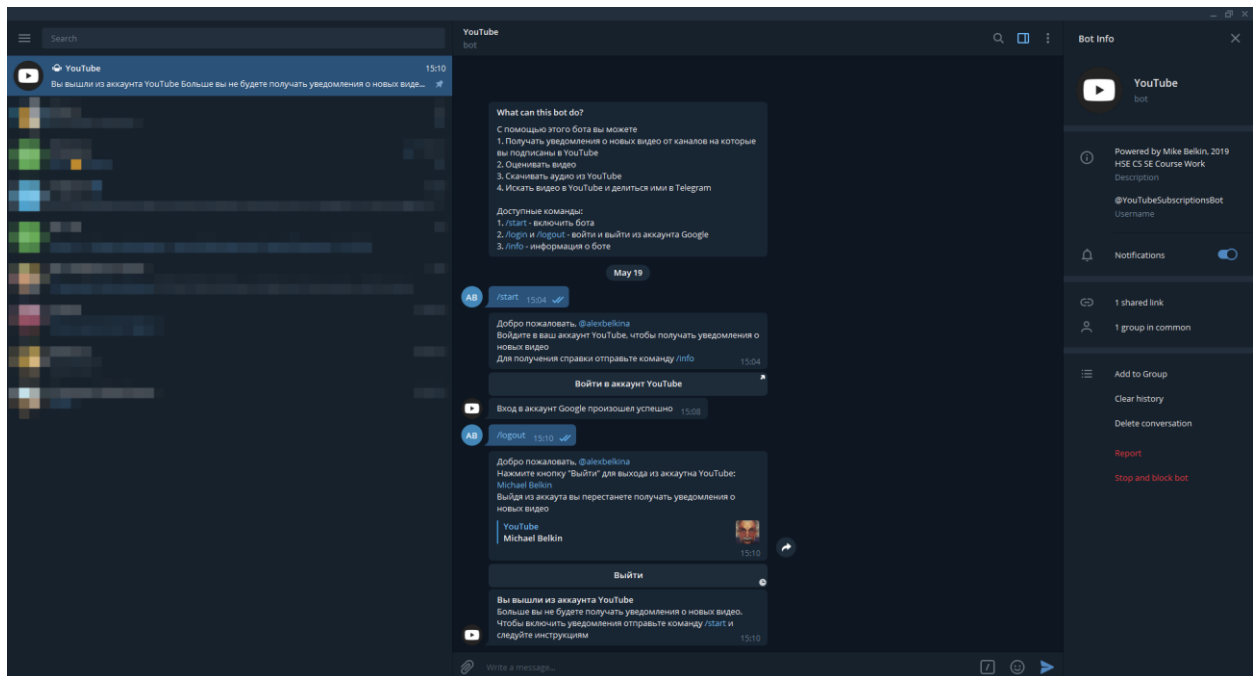 Search
YouTube
15:10
Вы вышли из аккаунта YouTube Больше вы не будете получать уведомления о новых виде...
YouTube
bot
What can this bot do?
С помощью этого бота вы можете
1. Получать уведомления о новых видео от каналов на которые
вы подписаны в YouTube
2. Оценивать видео
3. Скачивать аудио из YouTube
4. Искать видео в YouTube и делиться ими в Telegram
Доступные команды:
1. /start - включить бота
2. /login и /logout - войти и выйти из аккаунта Google
3. /info - информация о боте
May 19
AB
/start 15:04
Добро пожаловать, @alexbelkina
Войдите в ваш аккаунт YouTube, чтобы получать уведомления о
новых видео
Для получения справки отправьте команду /info 15:04
Войти в аккаунт YouTube
Вход в аккаунт Google произошел успешно 15:08
AB
/logout 15:10
Добро пожаловать, @alexbelkina
Нажмите кнопку "Выйти" для выхода из аккаутна YouTube:
Michael Belkin
Выйдя из аккаута вы перестанете получать уведомления о
новых видео
YouTube
Michael Belkin
15:10
Выйти
Вы вышли из аккаунта YouTube
Больше вы не будете получать уведомления о новых видео.
Чтобы включить уведомления отправьте команду /start и
следуйте инструкциям 15:10
Write a message...
Bot Info
YouTube
bot
Powered by Mike Belkin, 2019
HSE CS SE Course Work
Description
@YouTubeSubscriptionsBot
Username
Notifications
1 shared link
1 group in common
Add to Group
Clear history
Delete conversation
Report
Stop and block bot